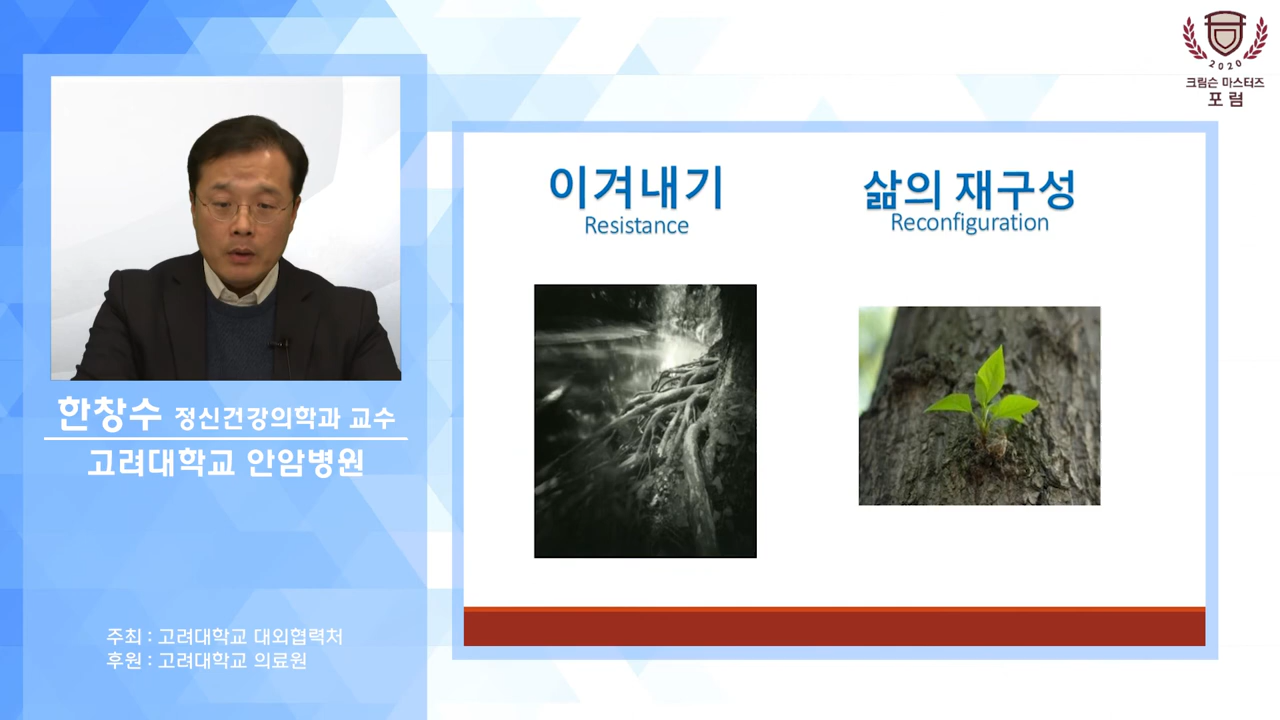 2020
크림슨 마스터즈
포럼
한창수 정신건강의학과 교수
고려대학교 안암병원
주최 : 고려대학교 대외협력처
후원 : 고려대학교 의료원
이겨내기
Resistance
삶의 재구성
Reconfiguration